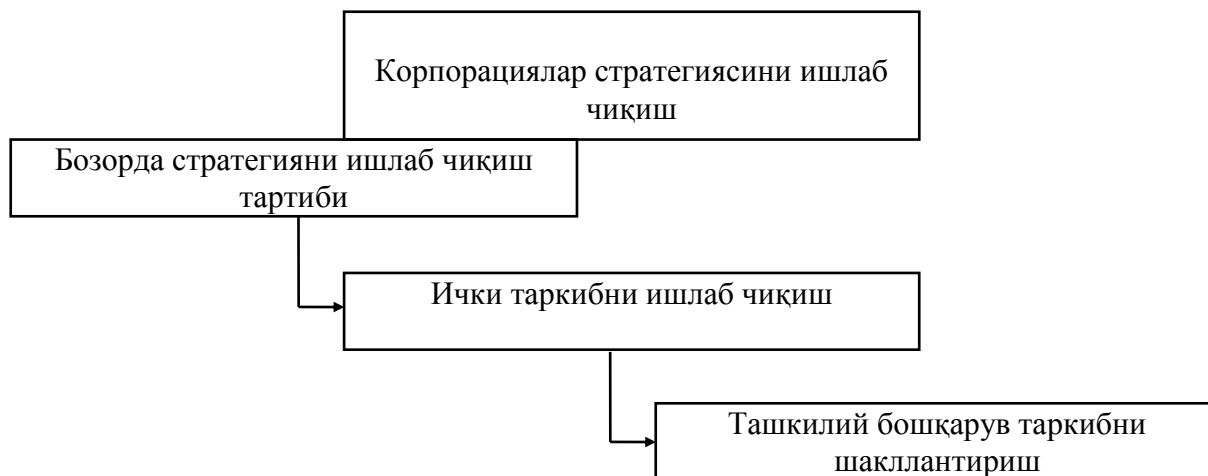 Корпорациялар стратегиясини ишлаб
чиқиш
Бозорда стратегияни ишлаб чиқиш
тартиби
Ички таркибни ишлаб чиқиш
Ташкилий бошқарув таркибни
шакллантириш